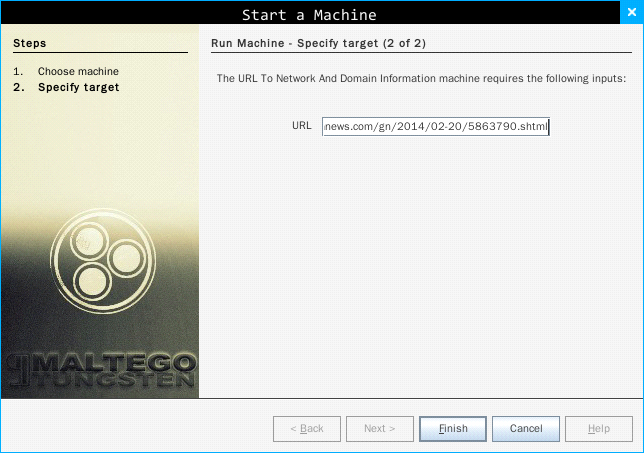 Start a Machine
Steps
1. Choose machine
2. Specify target
Run Machine - Specify target (2 of 2)
The URL To Network And Domain Information machine requires the following inputs:
URL
news.com/gn/2014/02-20/5863790.shtml
MALTEGO
TUNGSTEN
< Back
Next >
Finish
Cancel
Help